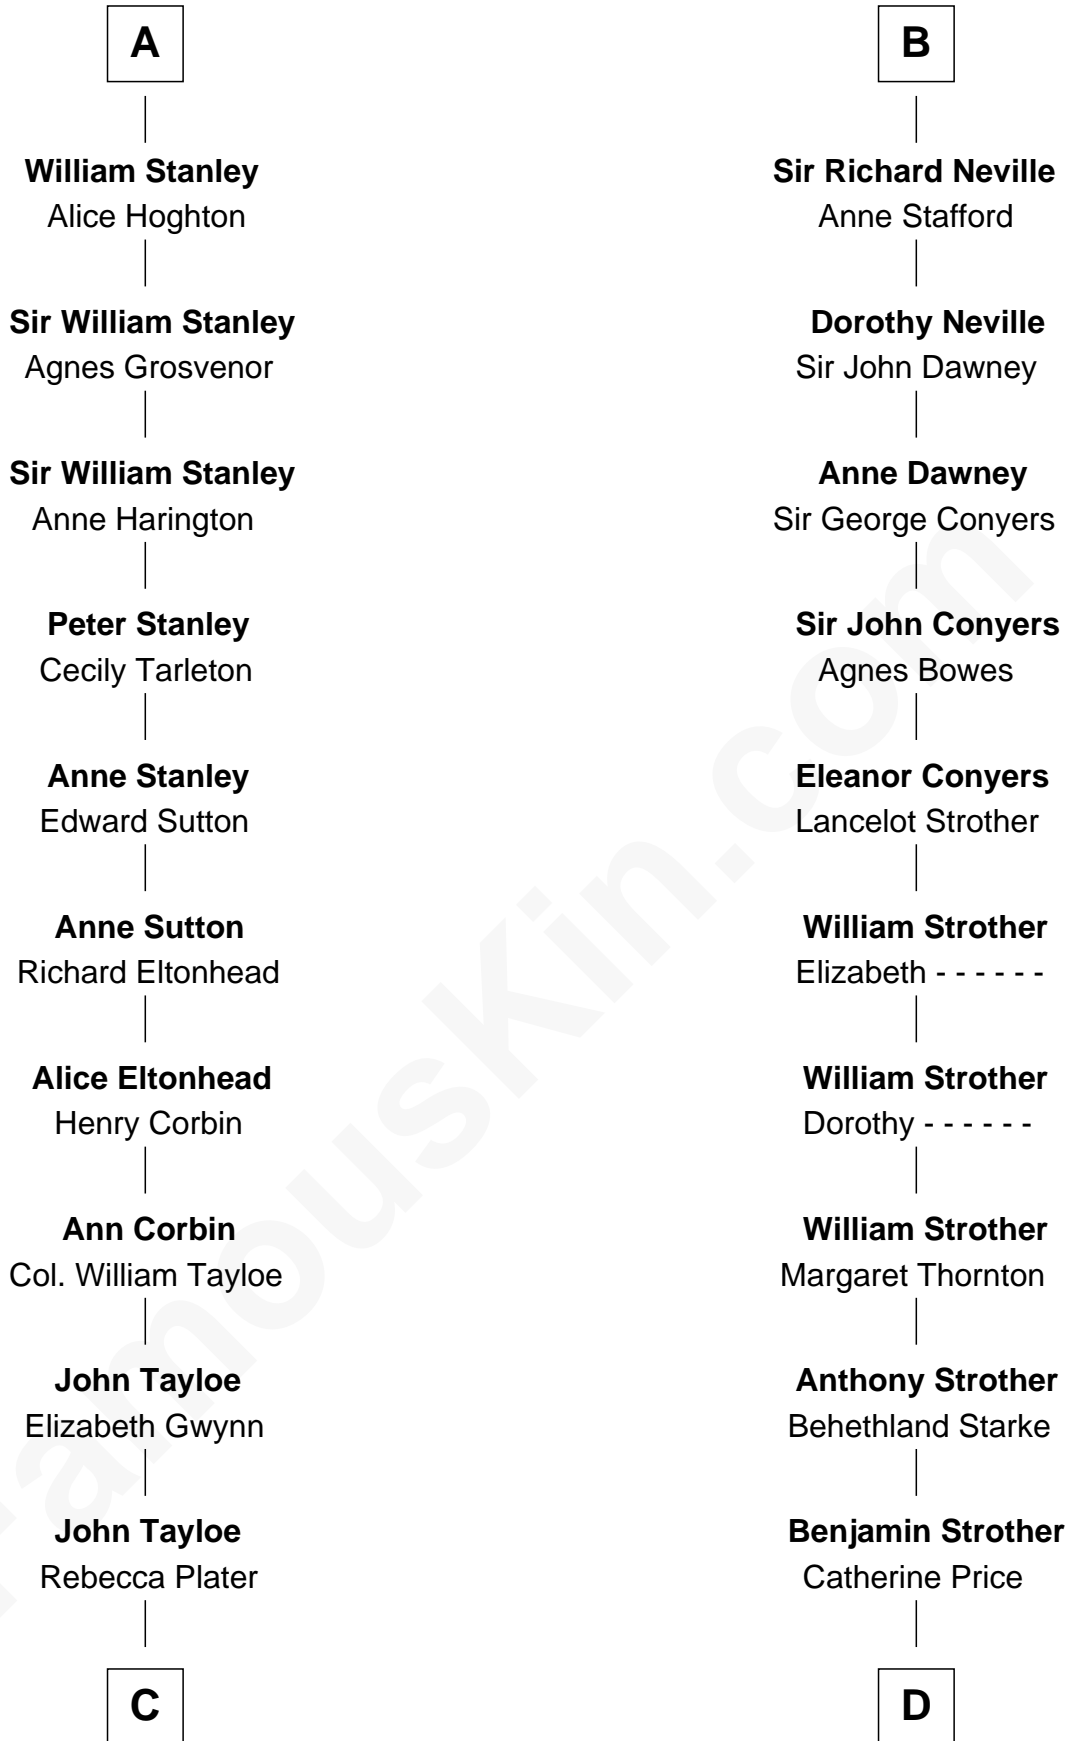 A
William Stanley
Alice Hoghton
Sir William Stanley
Agnes Grosvenor
Sir William Stanley
Anne Harington
Peter Stanley
Cecily Tarleton
Anne Stanley
Edward Sutton
Anne Sutton
Richard Eltonhead
Alice Eltonhead
Henry Corbin
Ann Corbin
Col. William Tayloe
John Tayloe
Elizabeth Gwynn
John Tayloe
Rebecca Plater
C
B
Sir Richard Neville
Anne Stafford
Dorothy Neville
Sir John Dawney
Anne Dawney
Sir George Conyers
Sir John Conyers
Agnes Bowes
Eleanor Conyers
Lancelot Strother
William Strother
Elizabeth - - - - - -
William Strother
Dorothy - - - - - -
William Strother
Margaret Thornton
Anthony Strother
Behethland Starke
Benjamin Strother
Catherine Price
D
FamousKin.com